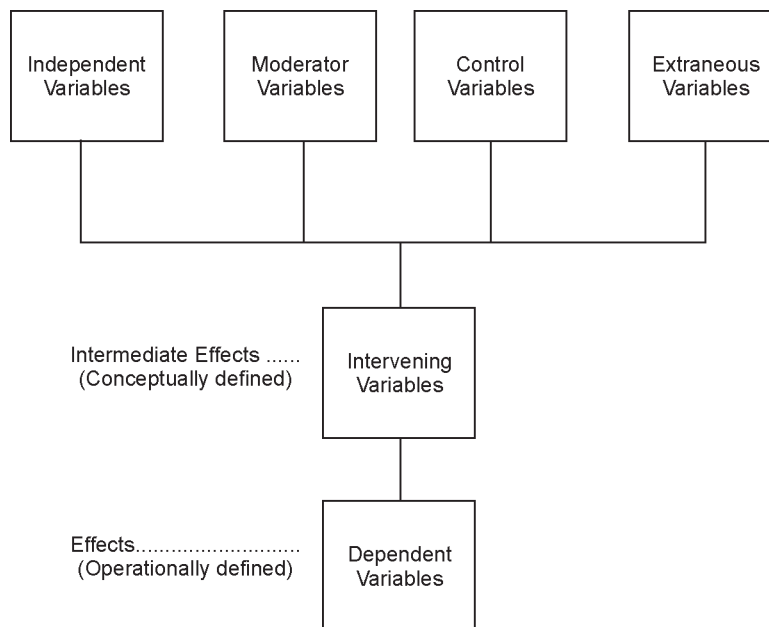 Independent
Variables
Moderator
Variables
Control
Variables
Extraneous
Variables
Intermediate Effects ......
(Conceptually defined)
Intervening
Variables
Effects............................
(Operationally defined)
Dependent
Variables